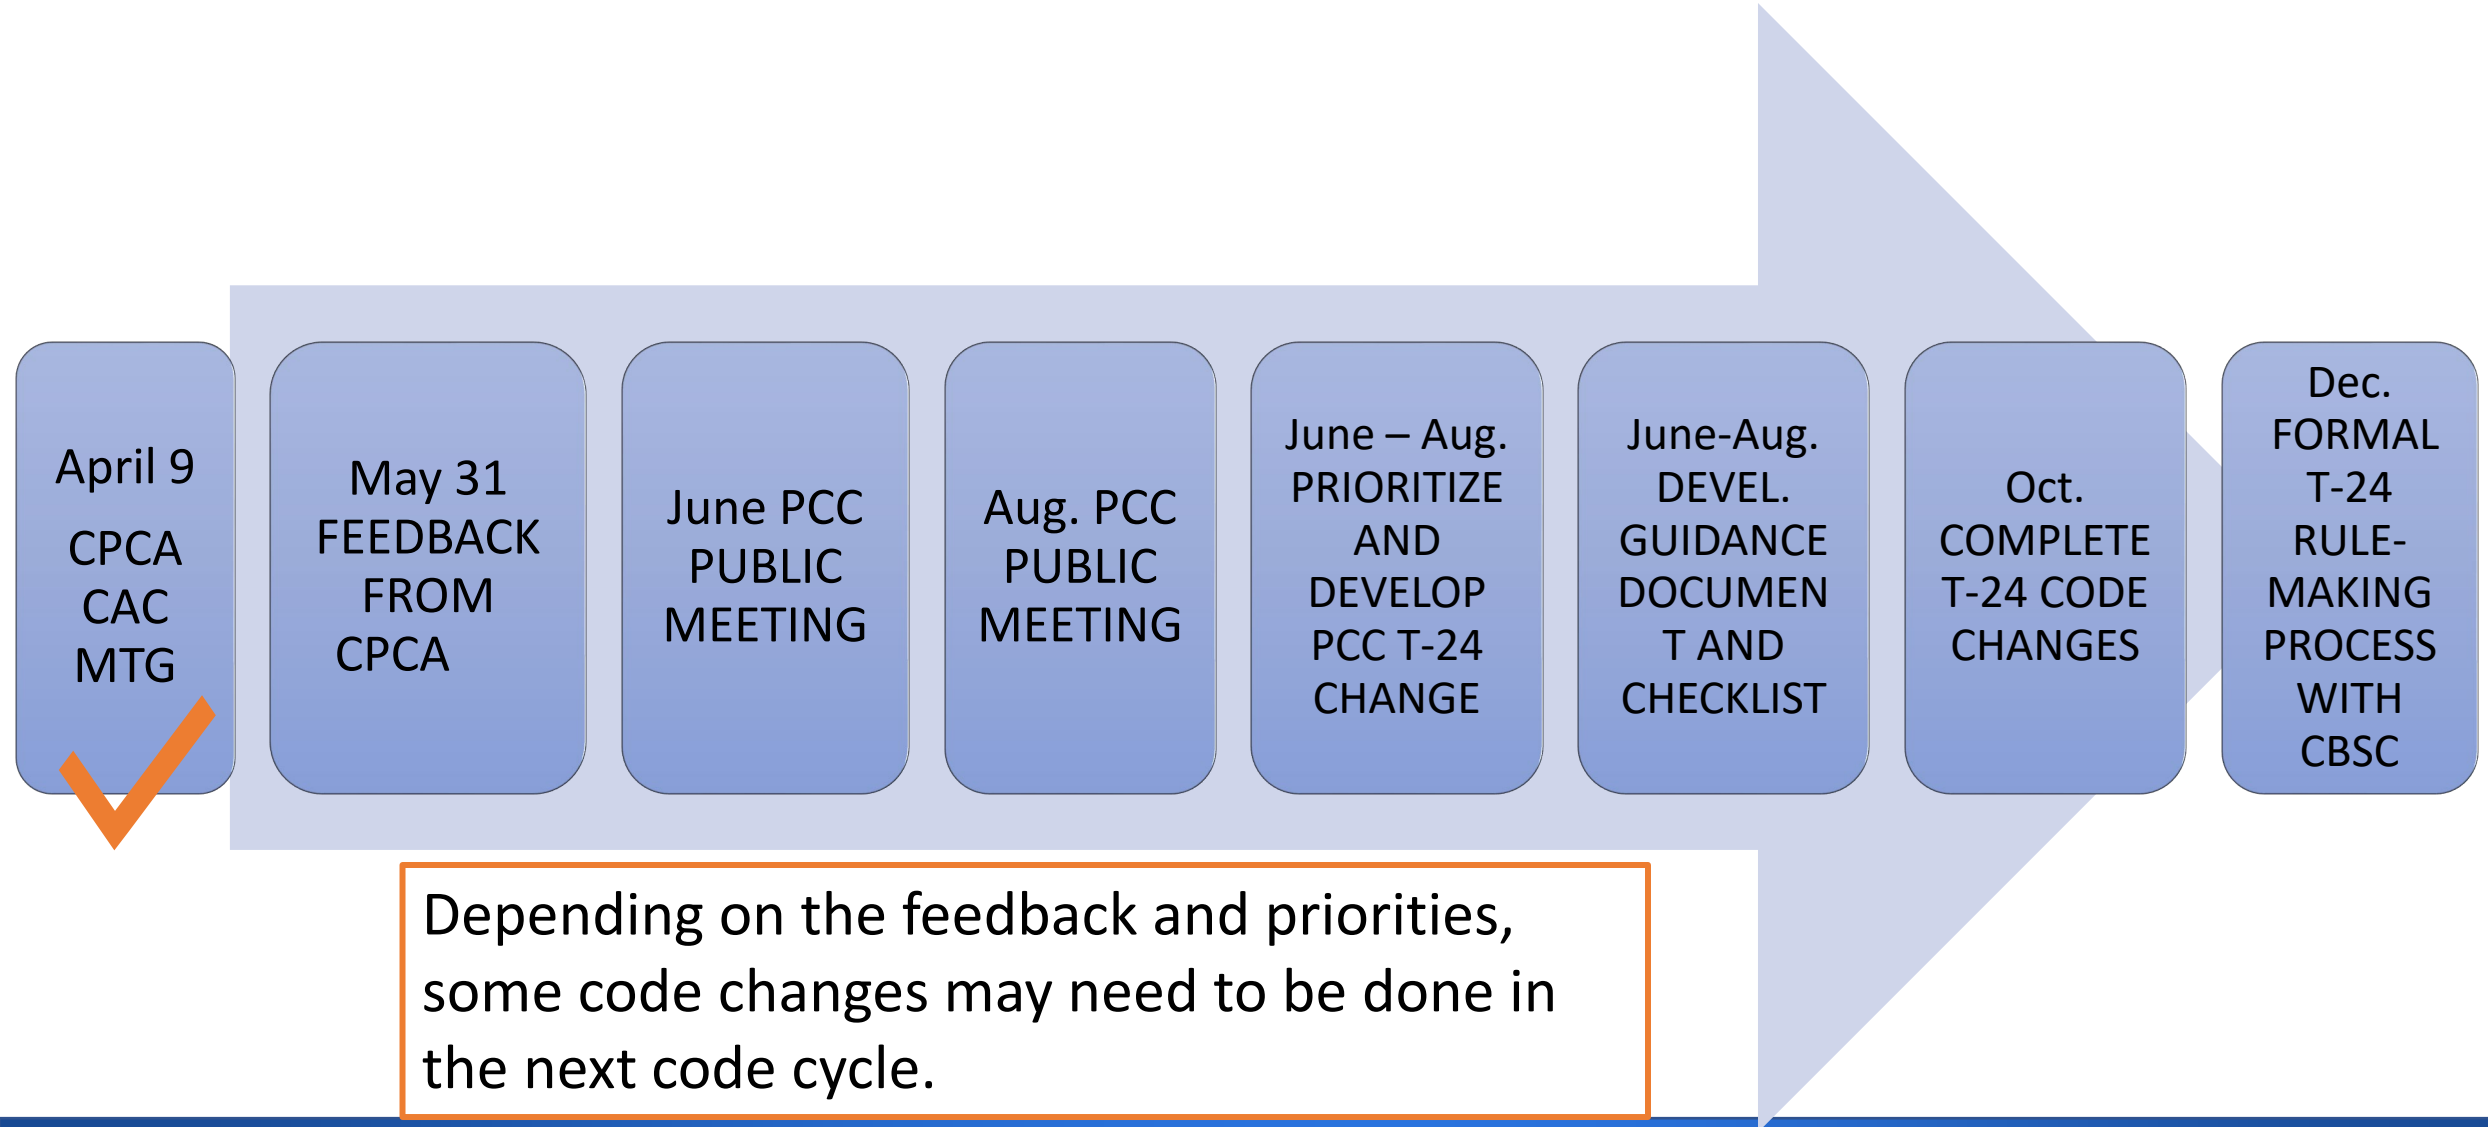 April 9
CPCA
CAC
MTG
May 31
FEEDBACK
FROM
CPCA
June PCC
PUBLIC
MEETING
Aug. PCC
PUBLIC
MEETING
June – Aug.
PRIORITIZE
AND
DEVELOP
PCC T-24
CHANGE
June-Aug.
DEVEL.
GUIDANCE
DOCUMEN
T AND
CHECKLIST
Oct.
COMPLETE
T-24 CODE
CHANGES
Dec.
FORMAL
T-24
RULE-
MAKING
PROCESS
WITH
CBSC
Depending on the feedback and priorities,
some code changes may need to be done in
the next code cycle.